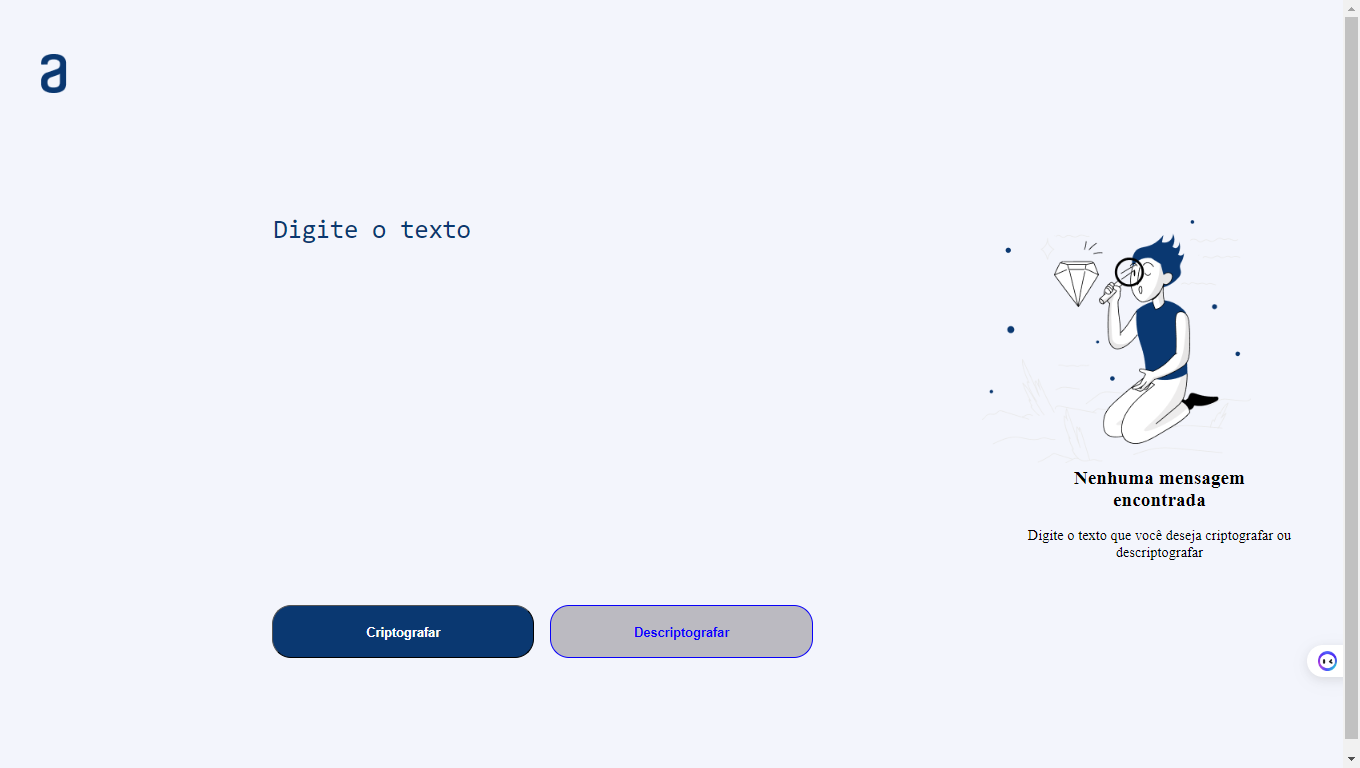 a
Digite o texto
Nenhuma mensagem
encontrada
Digite o texto que você deseja criptografar ou
descriptografar
Criptografar
Descriptografar